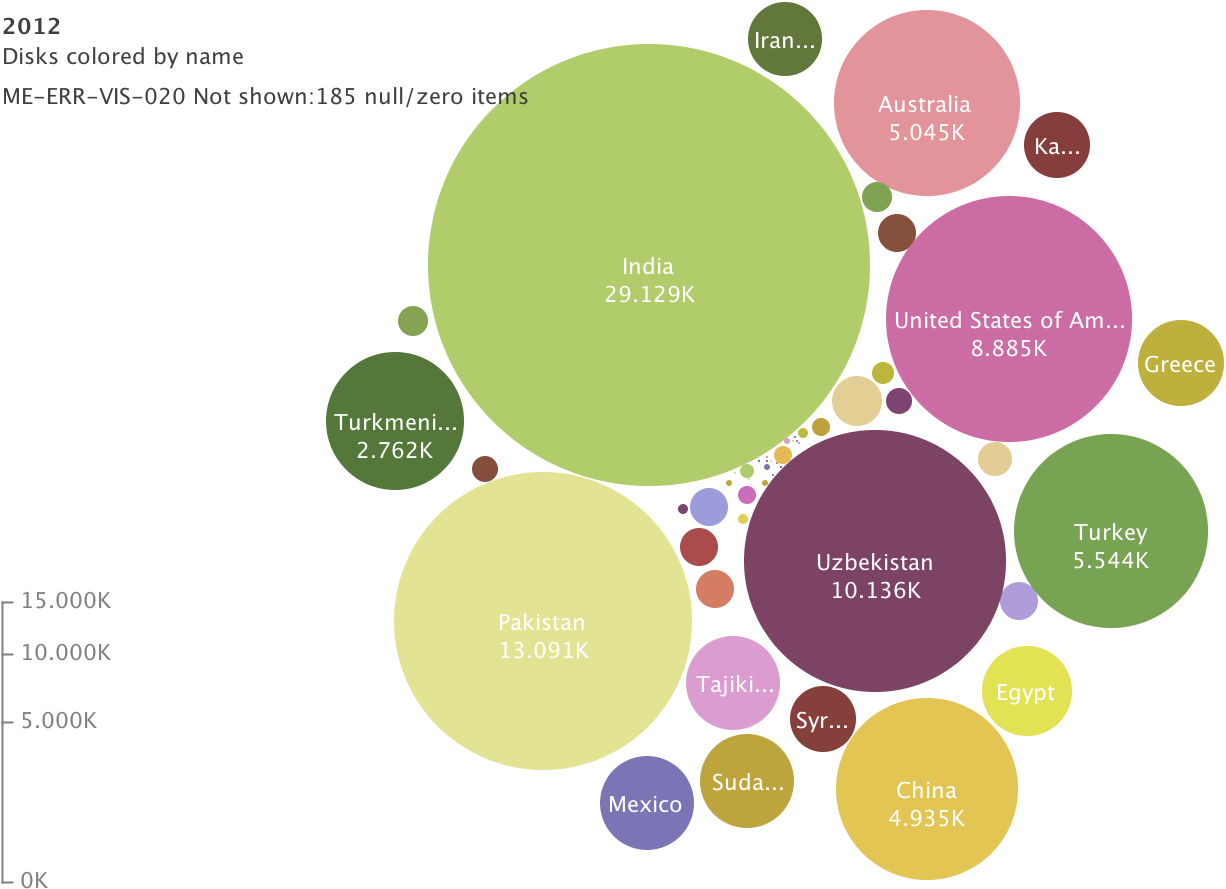 2012
Disks colored by name
ME-ERR-VIS-020 Not shown:185 null/zero items
Iran...
Australia
5.045K
Ka...
India
29.129K
United States of Am...
8.885K
Greece
Turkmeni...
2.762K
Turkey
5.544K
Uzbekistan
10.136K
Pakistan
13.091K
Tajiki...
Egypt
Syr...
Suda...
Mexico
China
4.935K
15.000K
10.000K
5.000K
0K